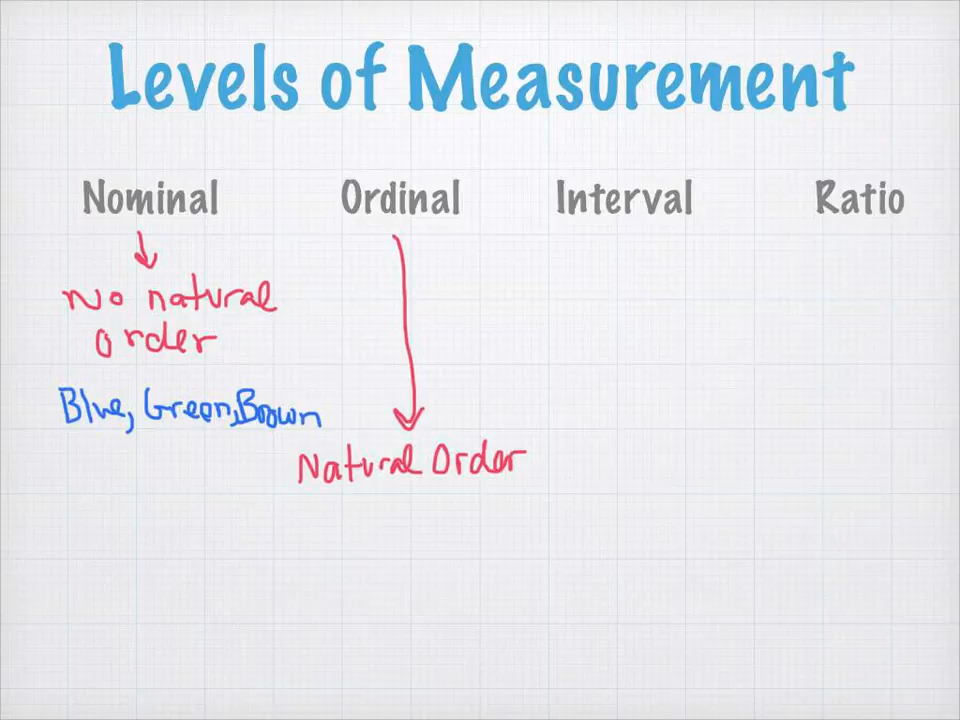 Levels of Measurement
Nominal Ordinal Interval Ratio
No natural
order
Blue, Green, Brown
Natural Order